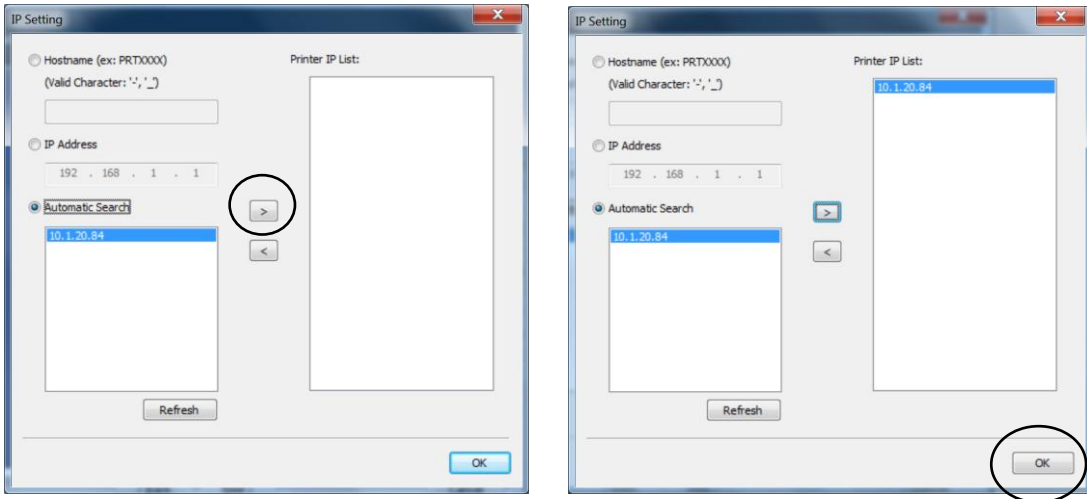 IP Setting
X
Hostname (ex: PRTXXXX)
(Valid Character: '-', '_')
IP Address
192 . 168 . 1 . 1
Automatic Search
10.1.20.84
Refresh
Printer IP List:
>
<
OK
IP Setting
X
Hostname (ex: PRTXXXX)
(Valid Character: '-', '_')
IP Address
192 . 168 . 1 . 1
Automatic Search
10.1.20.84
Refresh
Printer IP List:
10.1.20.84
>
<
OK